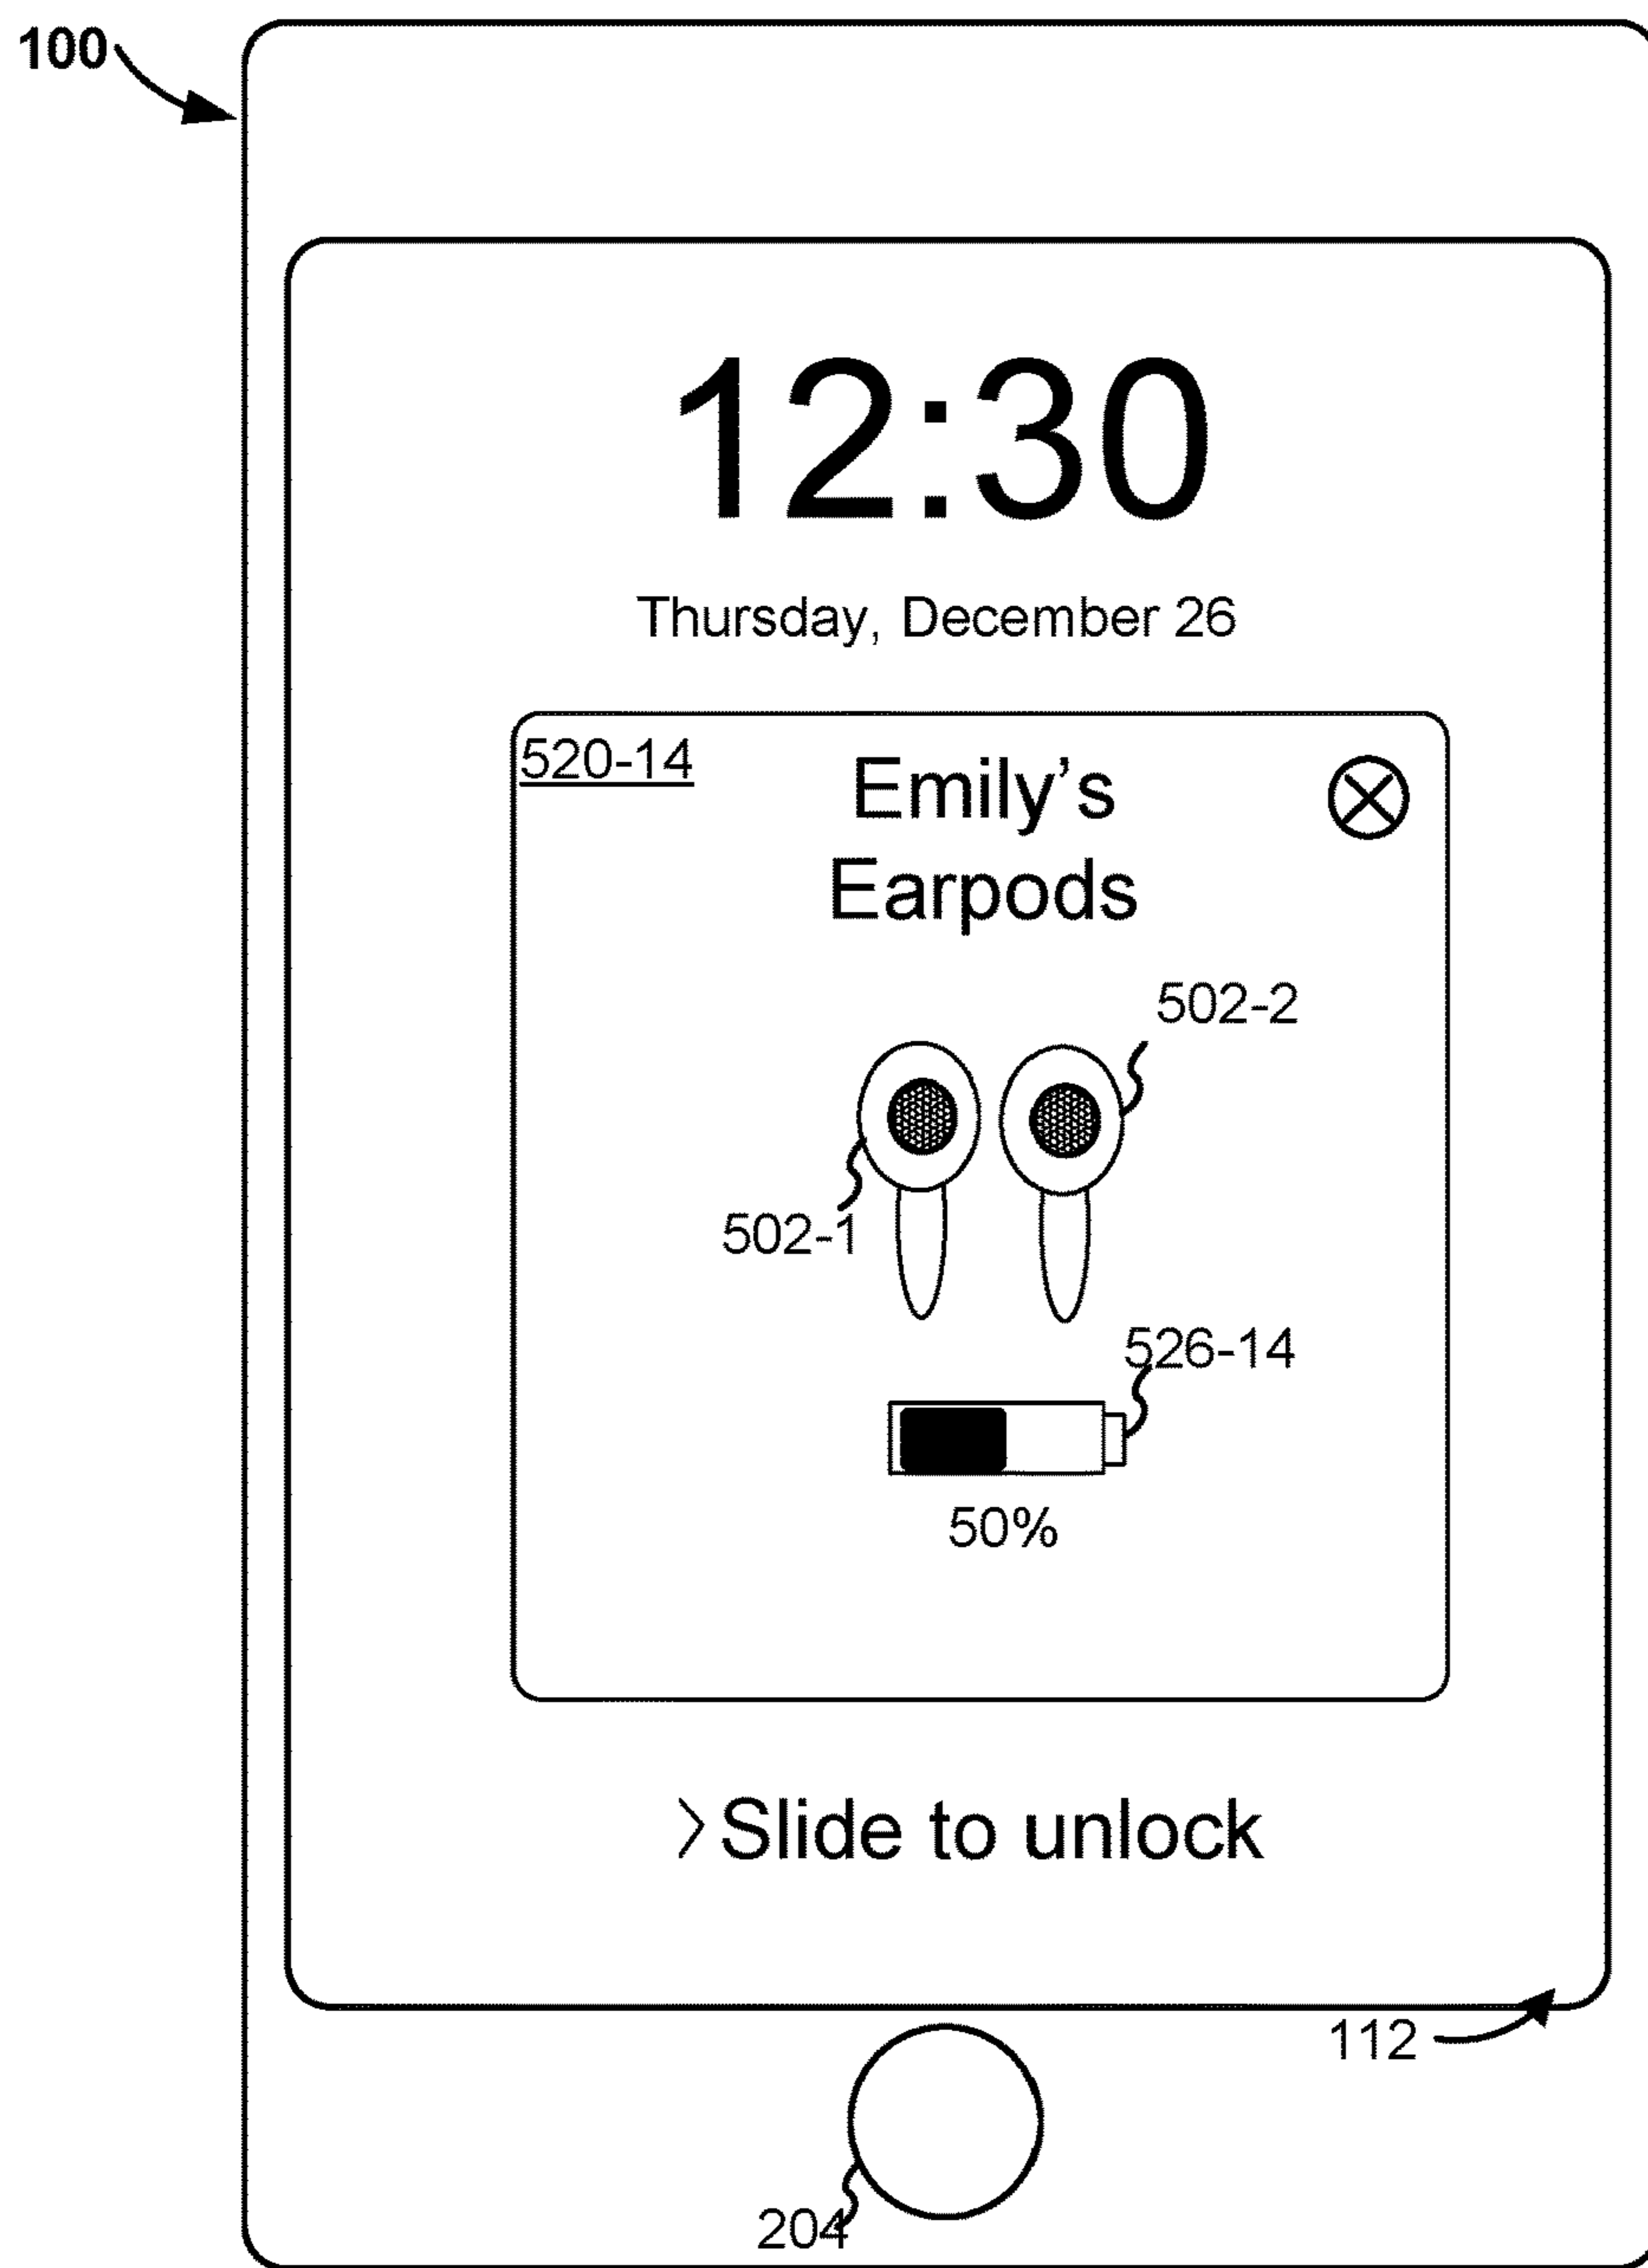 100
12:30
Thursday, December 26
520-14
Emily’s
Earpods
502-2
502-1
526-14
50%
〉Slide to unlock
112
204